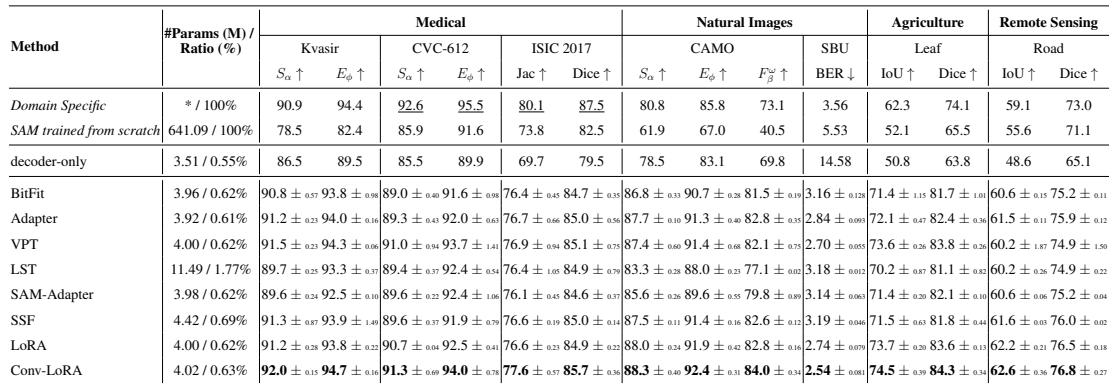 Method #Params (M) / Ratio (%) Medical Natural Images Agriculture Remote Sensing
Kvasir CVC-612 ISIC 2017 CAMO SBU Leaf Road
Sα ↑ Eϕ ↑ Sα ↑ Eϕ ↑ Jac ↑ Dice ↑ Sα ↑ Eϕ ↑ Fβω ↑ BER ↓ IoU ↑ Dice ↑ IoU ↑ Dice ↑
Domain Specific * / 100% 90.9 94.4 92.6 95.5 80.1 87.5 80.8 85.8 73.1 3.56 62.3 74.1 59.1 73.0
SAM trained from scratch 641.09 / 100% 78.5 82.4 85.9 91.6 73.8 82.5 61.9 67.0 40.5 5.53 52.1 65.5 55.6 71.1
decoder-only 3.51 / 0.55% 86.5 89.5 85.5 89.9 69.7 79.5 78.5 83.1 69.8 14.58 50.8 63.8 48.6 65.1
BitFit 3.96 / 0.62% 90.8 ± 0.57 93.8 ± 0.98 89.0 ± 0.40 91.6 ± 0.98 76.4 ± 0.45 84.7 ± 0.35 86.8 ± 0.33 90.7 ± 0.28 81.5 ± 0.19 3.16 ± 0.128 71.4 ± 1.15 81.7 ± 1.01 60.6 ± 0.15 75.2 ± 0.11
Adapter 3.92 / 0.61% 91.2 ± 0.23 94.0 ± 0.16 89.3 ± 0.43 92.0 ± 0.63 76.7 ± 0.66 85.0 ± 0.56 87.7 ± 0.10 91.3 ± 0.40 82.8 ± 0.35 2.84 ± 0.093 72.1 ± 0.47 82.4 ± 0.36 61.5 ± 0.11 75.9 ± 0.12
VPT 4.00 / 0.62% 91.5 ± 0.23 94.3 ± 0.06 91.0 ± 0.94 93.7 ± 1.41 76.9 ± 0.94 85.1 ± 0.75 87.4 ± 0.60 91.4 ± 0.68 82.1 ± 0.75 2.70 ± 0.055 73.6 ± 0.26 83.8 ± 0.26 60.2 ± 1.87 74.9 ± 1.50
LST 11.49 / 1.77% 89.7 ± 0.25 93.3 ± 0.37 89.4 ± 0.37 92.4 ± 0.54 76.4 ± 1.05 84.9 ± 0.79 83.3 ± 0.28 88.0 ± 0.23 77.1 ± 0.02 3.18 ± 0.012 70.2 ± 0.87 81.1 ± 0.82 60.2 ± 0.26 74.9 ± 0.22
SAM-Adapter 3.98 / 0.62% 89.6 ± 0.24 92.5 ± 0.10 89.6 ± 0.22 92.4 ± 1.06 76.1 ± 0.45 84.6 ± 0.37 85.6 ± 0.26 89.6 ± 0.55 79.8 ± 0.89 3.14 ± 0.063 71.4 ± 0.20 82.1 ± 0.10 60.6 ± 0.06 75.2 ± 0.04
SSF 4.42 / 0.69% 91.3 ± 0.87 93.9 ± 1.49 89.6 ± 0.37 91.9 ± 0.79 76.6 ± 0.19 85.0 ± 0.14 87.5 ± 0.11 91.4 ± 0.16 82.6 ± 0.12 3.19 ± 0.046 71.5 ± 0.63 81.8 ± 0.44 61.6 ± 0.03 76.0 ± 0.02
LoRA 4.00 / 0.62% 91.2 ± 0.28 93.8 ± 0.22 90.7 ± 0.04 92.5 ± 0.41 76.6 ± 0.23 84.9 ± 0.22 88.0 ± 0.24 91.9 ± 0.42 82.8 ± 0.16 2.74 ± 0.079 73.7 ± 0.20 83.6 ± 0.13 62.2 ± 0.21 76.5 ± 0.18
Conv-LoRA 4.02 / 0.63% 92.0 ± 0.15 94.7 ± 0.16 91.3 ± 0.69 94.0 ± 0.78 77.6 ± 0.57 85.7 ± 0.36 88.3 ± 0.40 92.4 ± 0.31 84.0 ± 0.34 2.54 ± 0.081 74.5 ± 0.39 84.3 ± 0.34 62.6 ± 0.36 76.8 ± 0.27